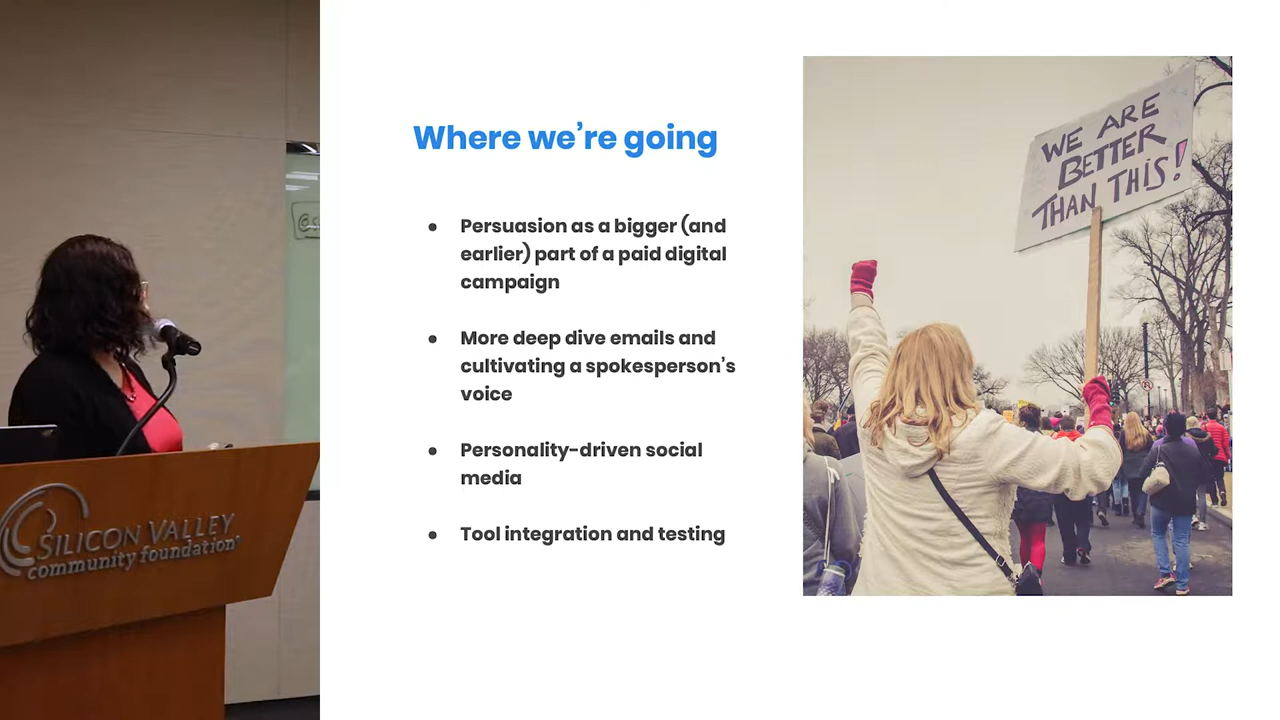 Where we’re going
● Persuasion as a bigger (and
earlier) part of a paid digital
campaign
● More deep dive emails and
cultivating a spokesperson’s
voice
● Personality-driven social
media
● Tool integration and testing
WE ARE
BETTER
THAN THIS!
SILICON VALLEY
community foundation®